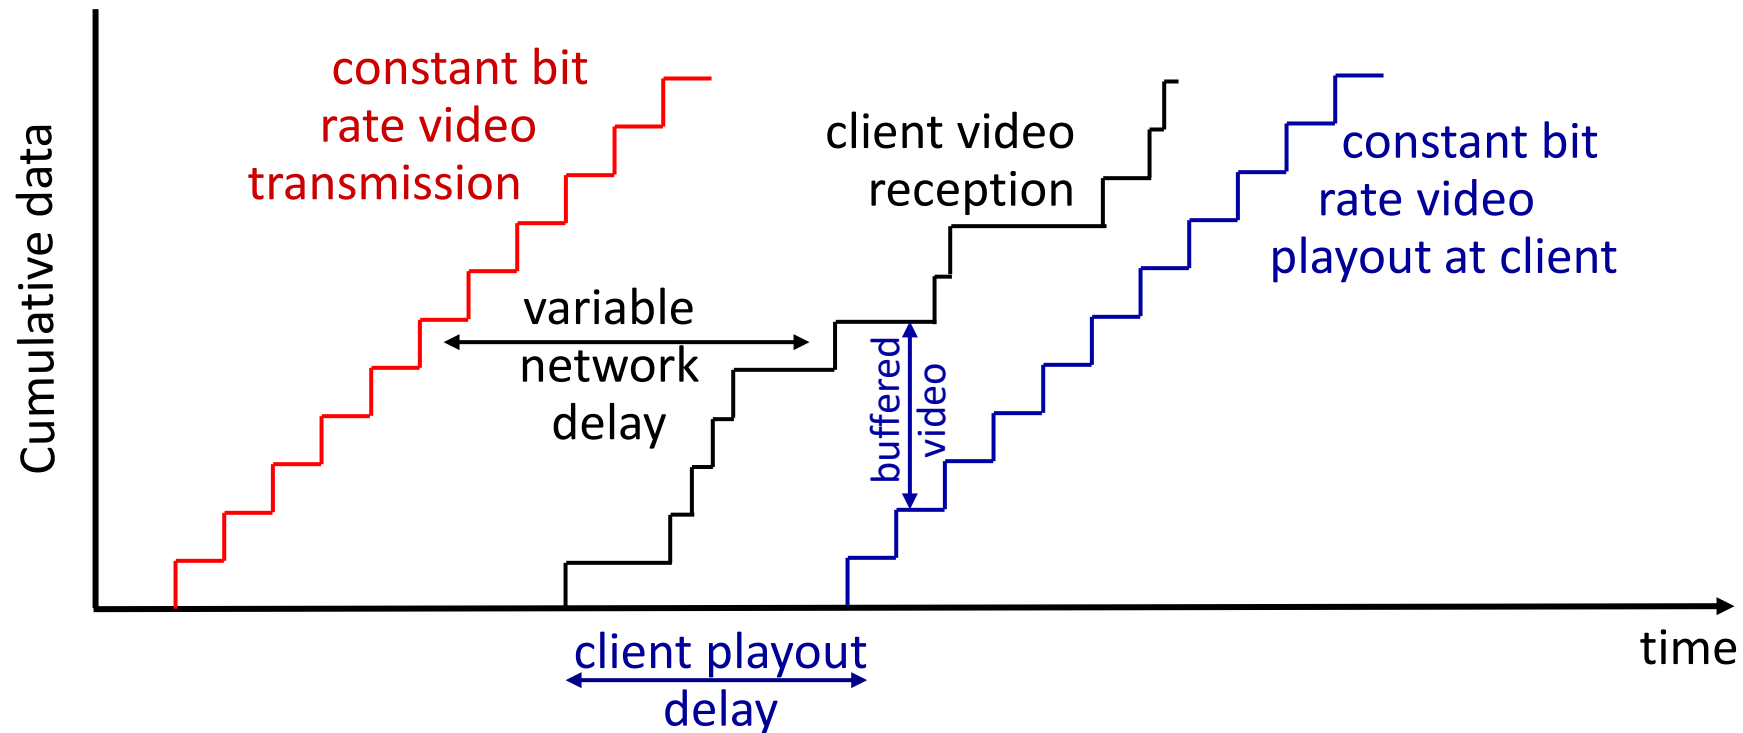 constant bit
rate video
transmission
client video
reception
constant bit
rate video
playout at client
Cumulative data
variable
network
delay
buffered
video
client playout
delay
time